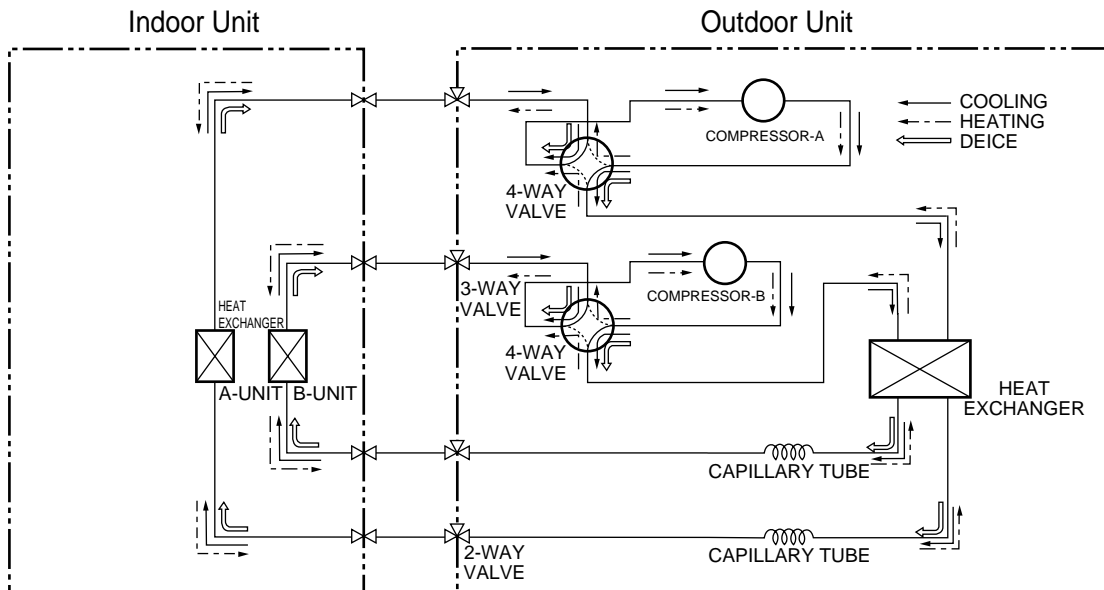 Indoor Unit
Outdoor Unit
COOLING
HEATING
DEICE
COMPRESSOR-A
4-WAY
VALVE
3-WAY
VALVE
COMPRESSOR-B
HEAT
EXCHANGER
4-WAY
VALVE
A-UNIT
B-UNIT
HEAT
EXCHANGER
CAPILLARY TUBE
2-WAY
VALVE
CAPILLARY TUBE